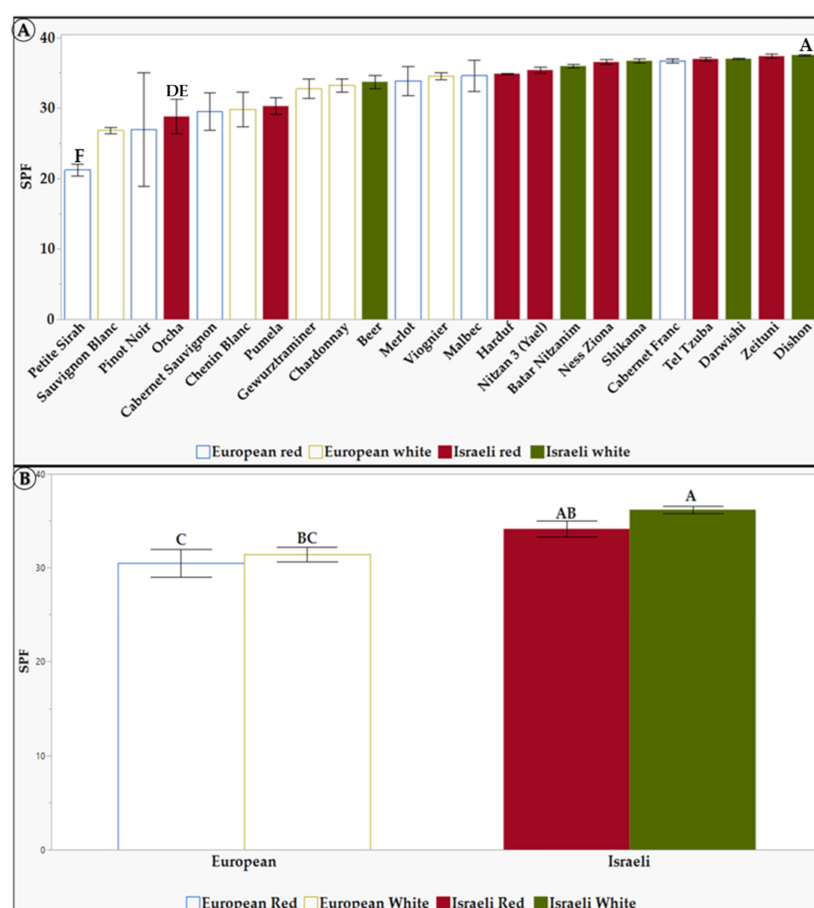 A
40
30
20
10
0
SPF
F
DE
A
Petite Sirah
Sauvignon Blanc
Pinot Noir
Orcha
Cabernet Sauvignon
Chenin Blanc
Pumela
Gewurztraminer
Chardonnay
Beer
Merlot
Viognier
Malbec
Harduf
Nitzan 3 (Yael)
Batar Nitzanim
Ness Ziona
Shikama
Cabernet Franc
Tel Tzuba
Darwishi
Zeituni
Dishon
European red European white Israeli red Israeli white
B
40
30
20
10
0
SPF
C
BC
AB
A
European Israeli
European Red European White Israeli Red Israeli White